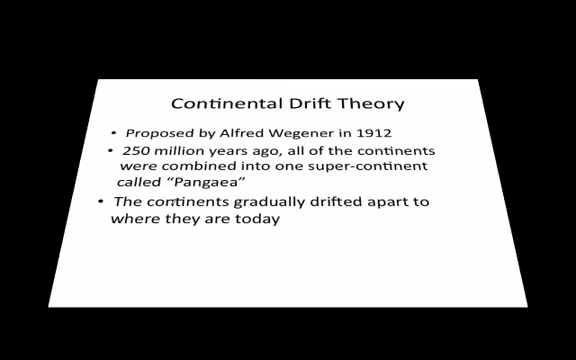 Continental Drift Theory
• Proposed by Alfred Wegener in 1912
• 250 million years ago, all of the continents
were combined into one super-continent
called “Pangaea”
• The continents gradually drifted apart to
where they are today